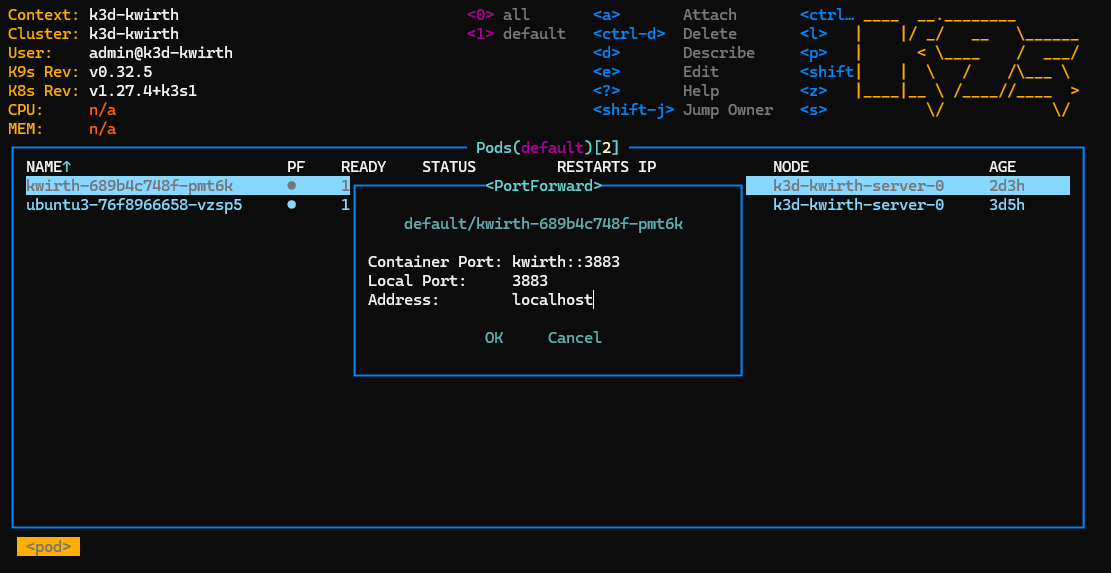 Context: k3d-kwirth <0> all <a> Attach <ctrl…
Cluster: k3d-kwirth <1> default <ctrl-d> Delete <l>
User: admin@k3d-kwirth <d> Describe <p>
K9s Rev: v0.32.5 <e> Edit <shift
K8s Rev: v1.27.4+k3s1 <?> Help <z>
CPU: n/a <shift-j> Jump Owner <s>
MEM: n/a
Pods(default)[2]
NAME↑ PF READY STATUS RESTARTS IP NODE AGE
kwirth-689b4c748f-pmt6k ● 1 <PortForward> k3d-kwirth-server-0 2d3h
ubuntu3-76f8966658-vzsp5 ● 1 k3d-kwirth-server-0 3d5h
default/kwirth-689b4c748f-pmt6k
Container Port: kwirth::3883
Local Port: 3883
Address: localhost
OK Cancel
<pod>